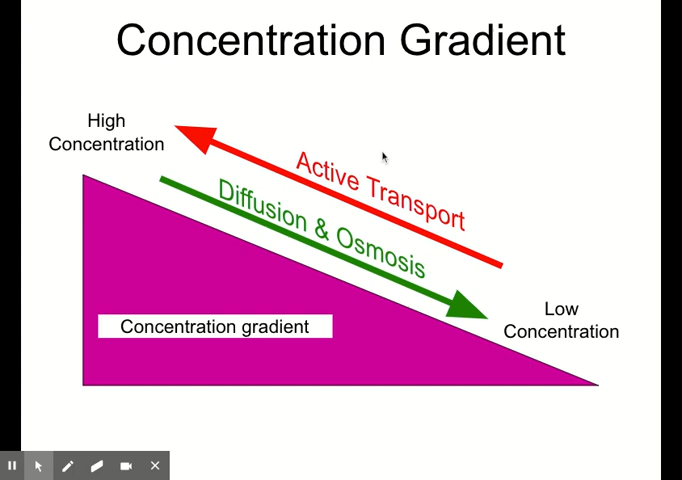 Concentration Gradient
High
Concentration
Active Transport
Diffusion & Osmosis
Low
Concentration
Concentration gradient